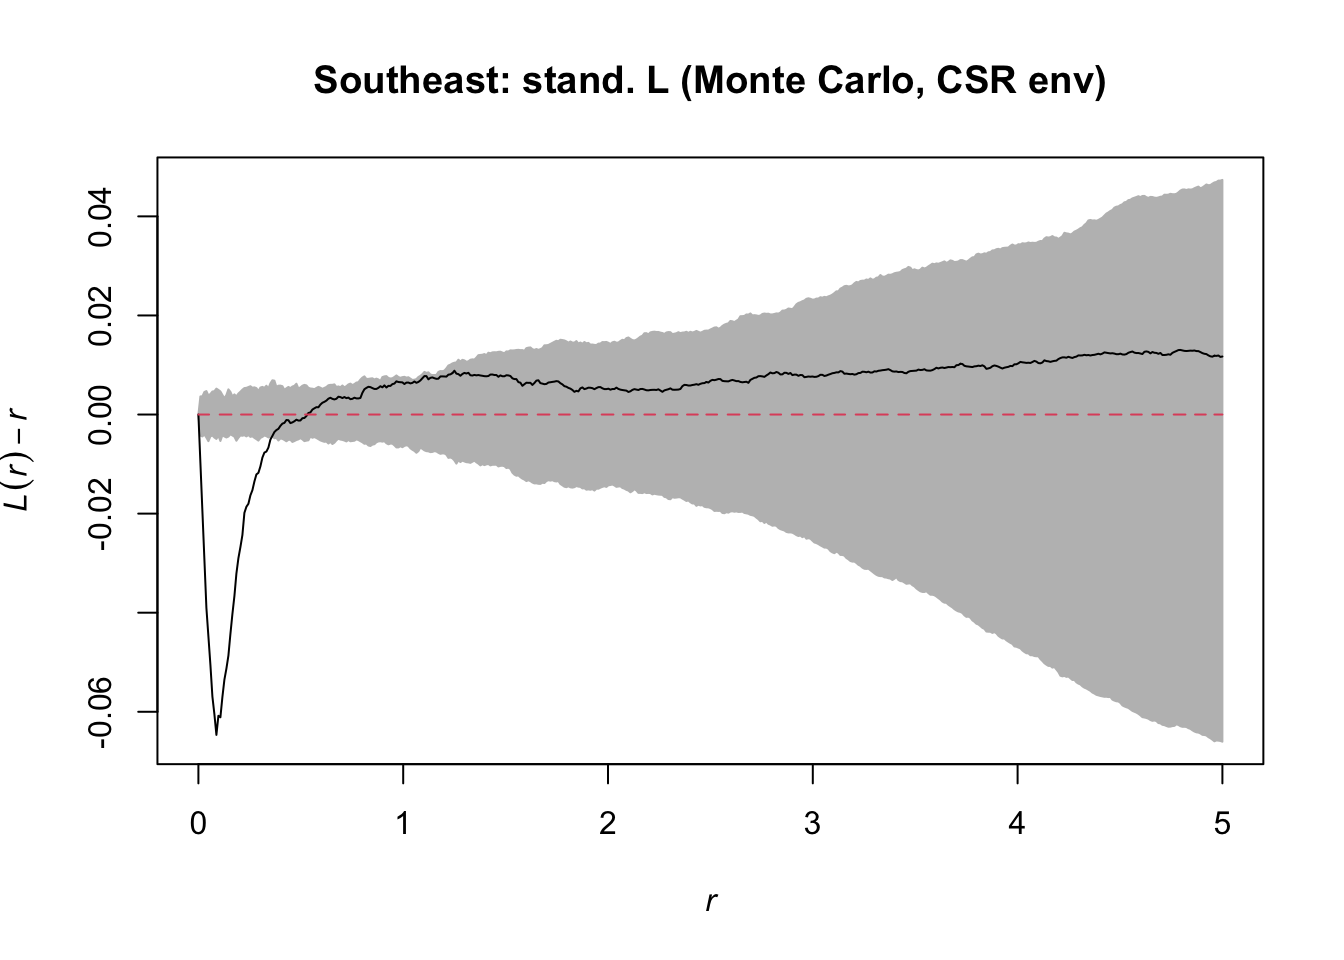 Southeast: stand. L (Monte Carlo, CSR env)
L(r) − r
0.04
0.02
0.00
-0.02
-0.06
0 1 2 3 4 5
r